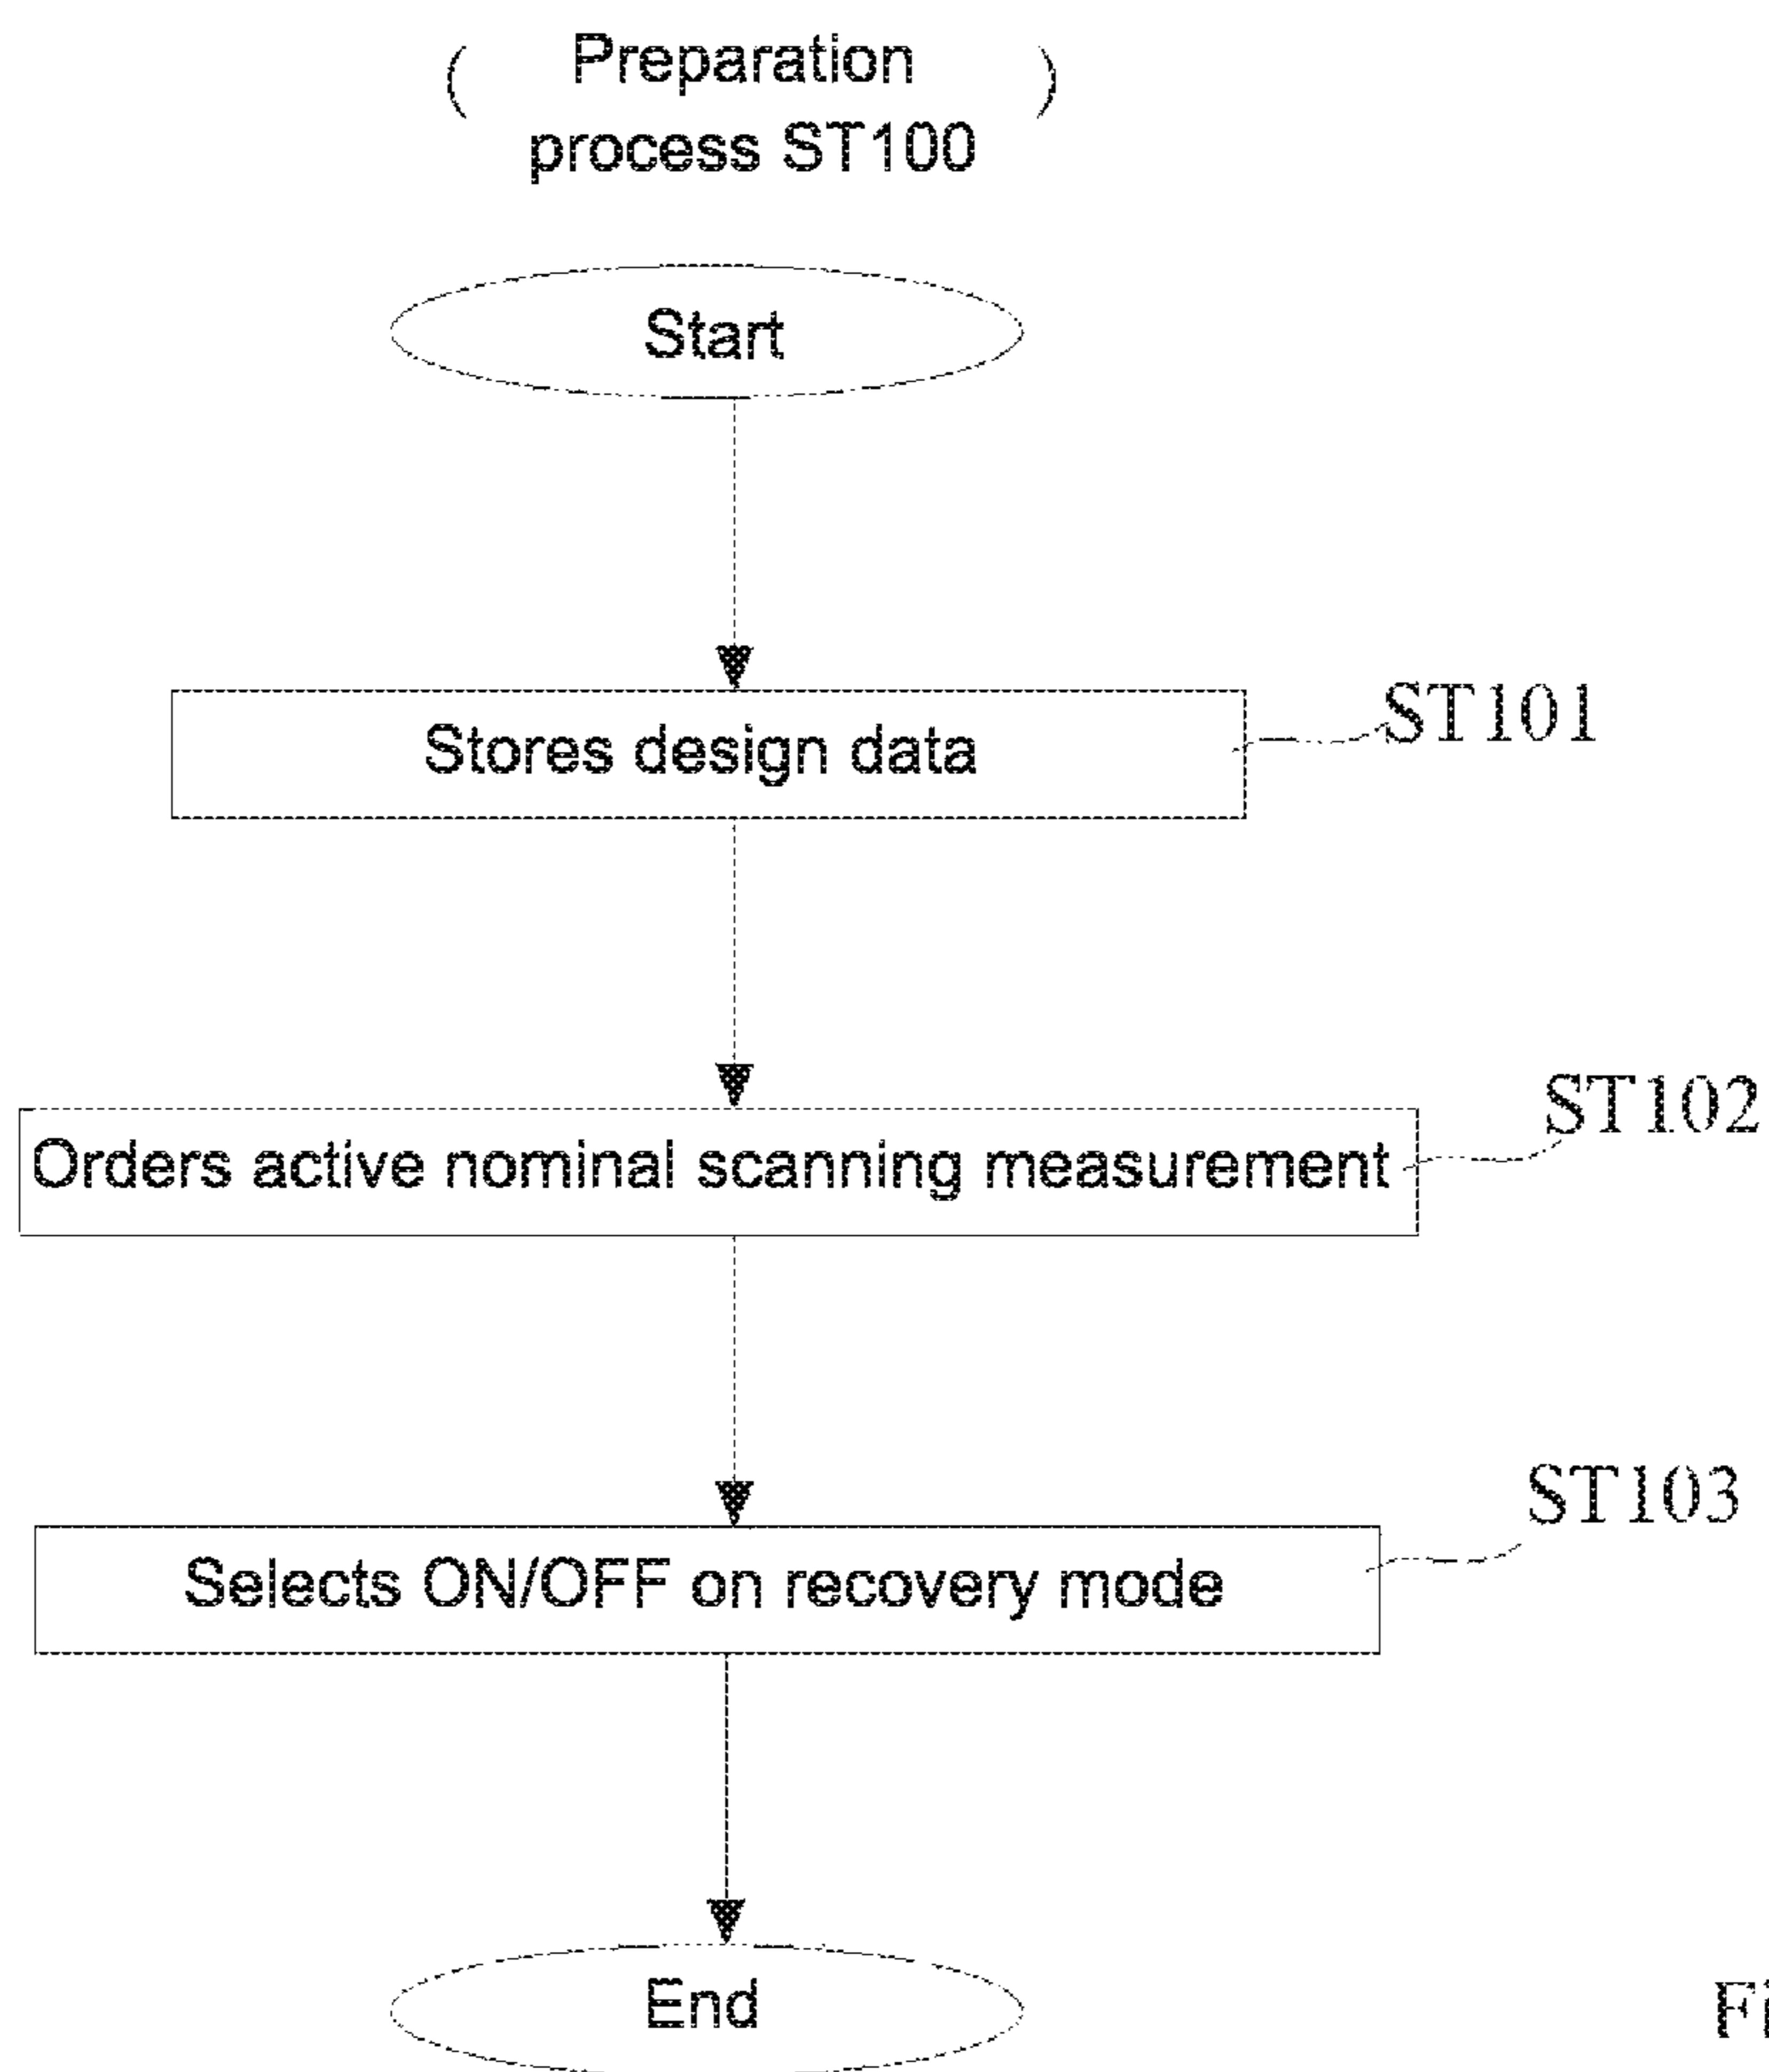 ( Preparation )
process ST100
Start
Stores design data
ST101
Orders active nominal scanning measurement
ST102
Selects ON/OFF on recovery mode
ST103
End